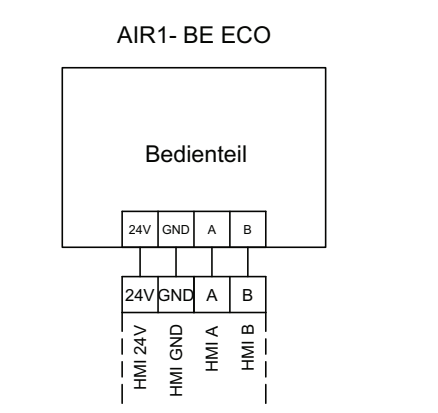 AIR1- BE ECO
Bedienteil
24V GND A B
24V GND A B
HMI 24V
HMI GND
HMI A
HMI B